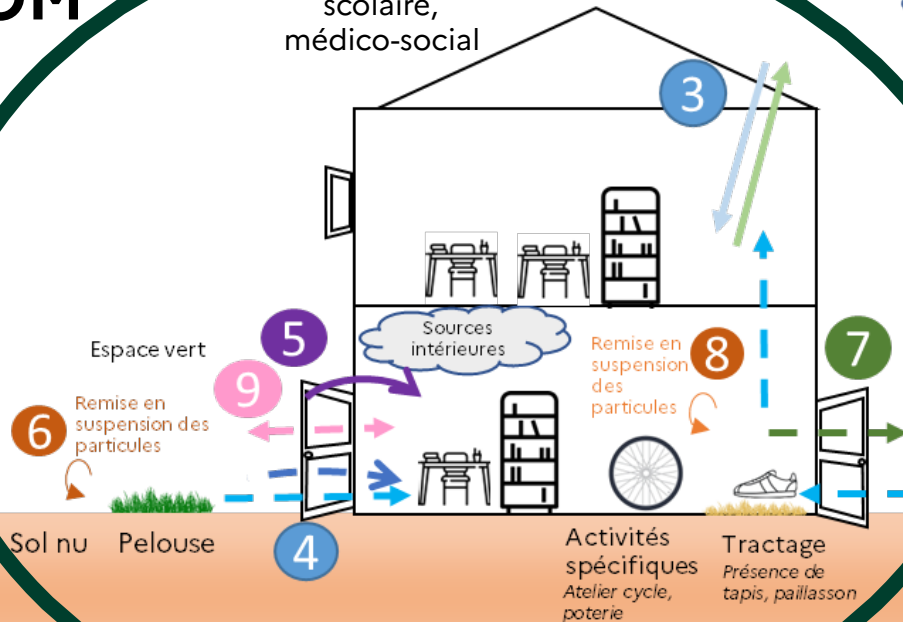 scolaire,
médico-social
3
Sources
intérieures
5
Espace vert
9
Remise en
suspension
des
particules
8
7
6
Remise en
suspension des
particules
4
Sol nu
Pelouse
Activités
spécifiques
Atelier cycle,
poterie
Tractage
Présence de
tapis, paillasson